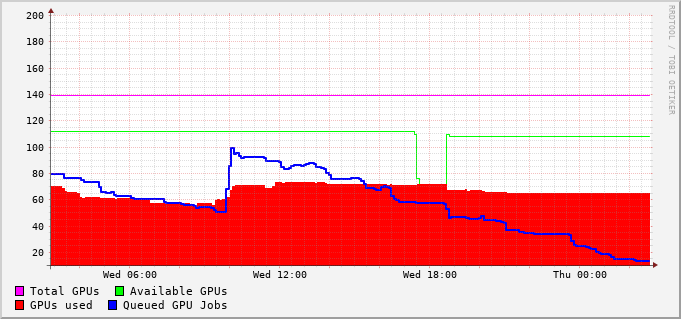 200
180
160
140
120
100
80
60
40
20
Wed 06:00 Wed 12:00 Wed 18:00 Thu 00:00
Total GPUs Available GPUs
GPUs used Queued GPU Jobs
RRDTOOL / TOBI OETIKER